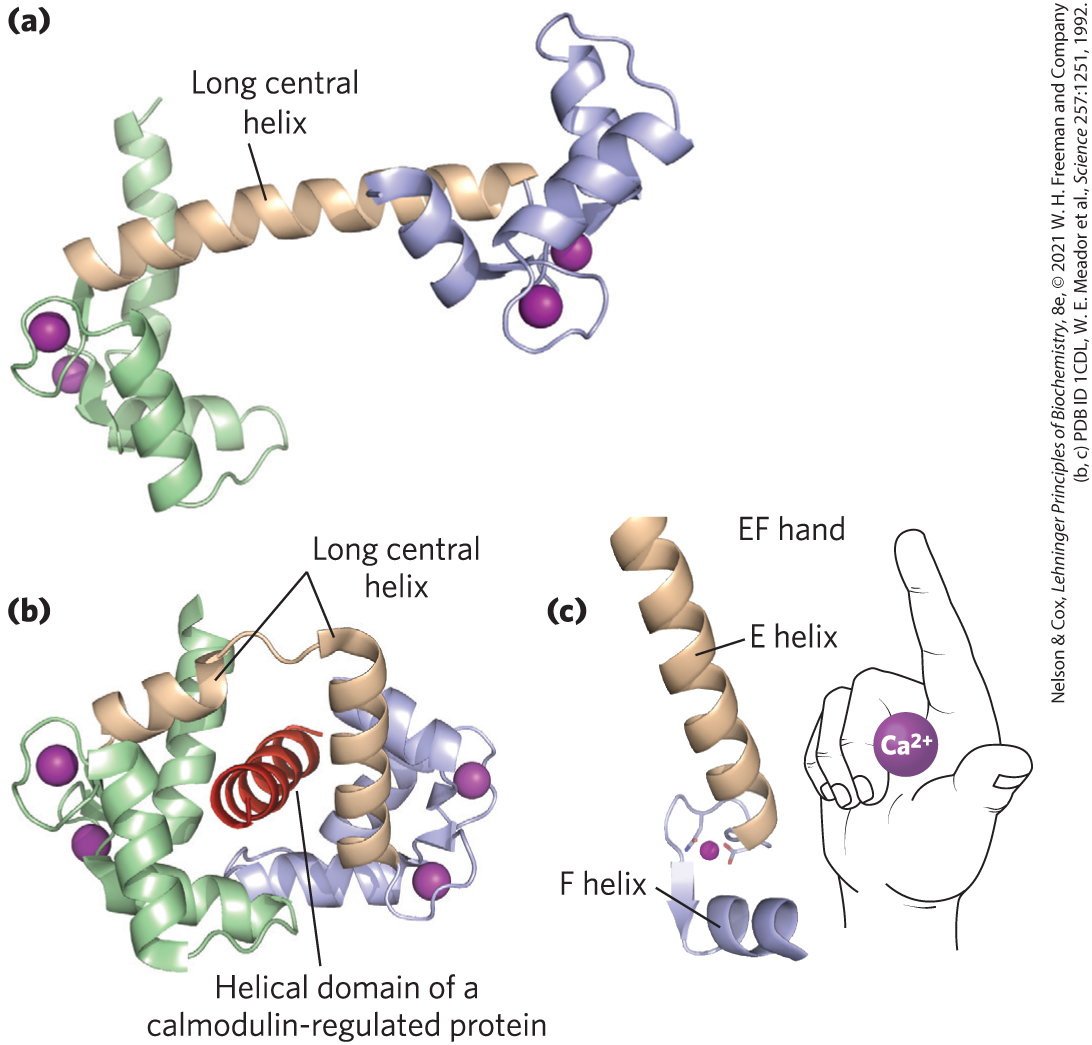 (a)
Long central
helix
Long central
helix
(b)
(c)
EF hand
E helix
Ca2+
F helix
Helical domain of a
calmodulin-regulated protein
Nelson & Cox, Lehninger Principles of Biochemistry, 8e, © 2021 W. H. Freeman and Company
(b, c) PDB ID 1CDL, W. E. Meador et al., Science 257:1251, 1992.